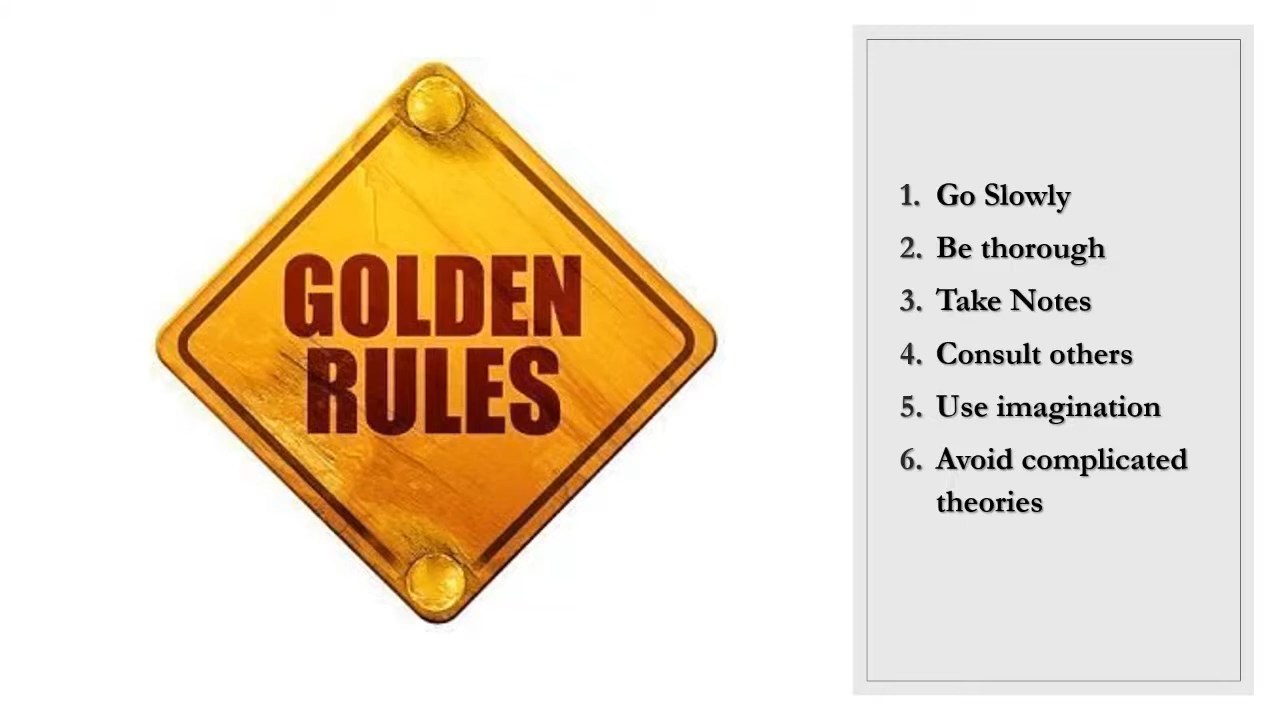 GOLDEN
RULES
1. Go Slowly
2. Be thorough
3. Take Notes
4. Consult others
5. Use imagination
6. Avoid complicated
theories